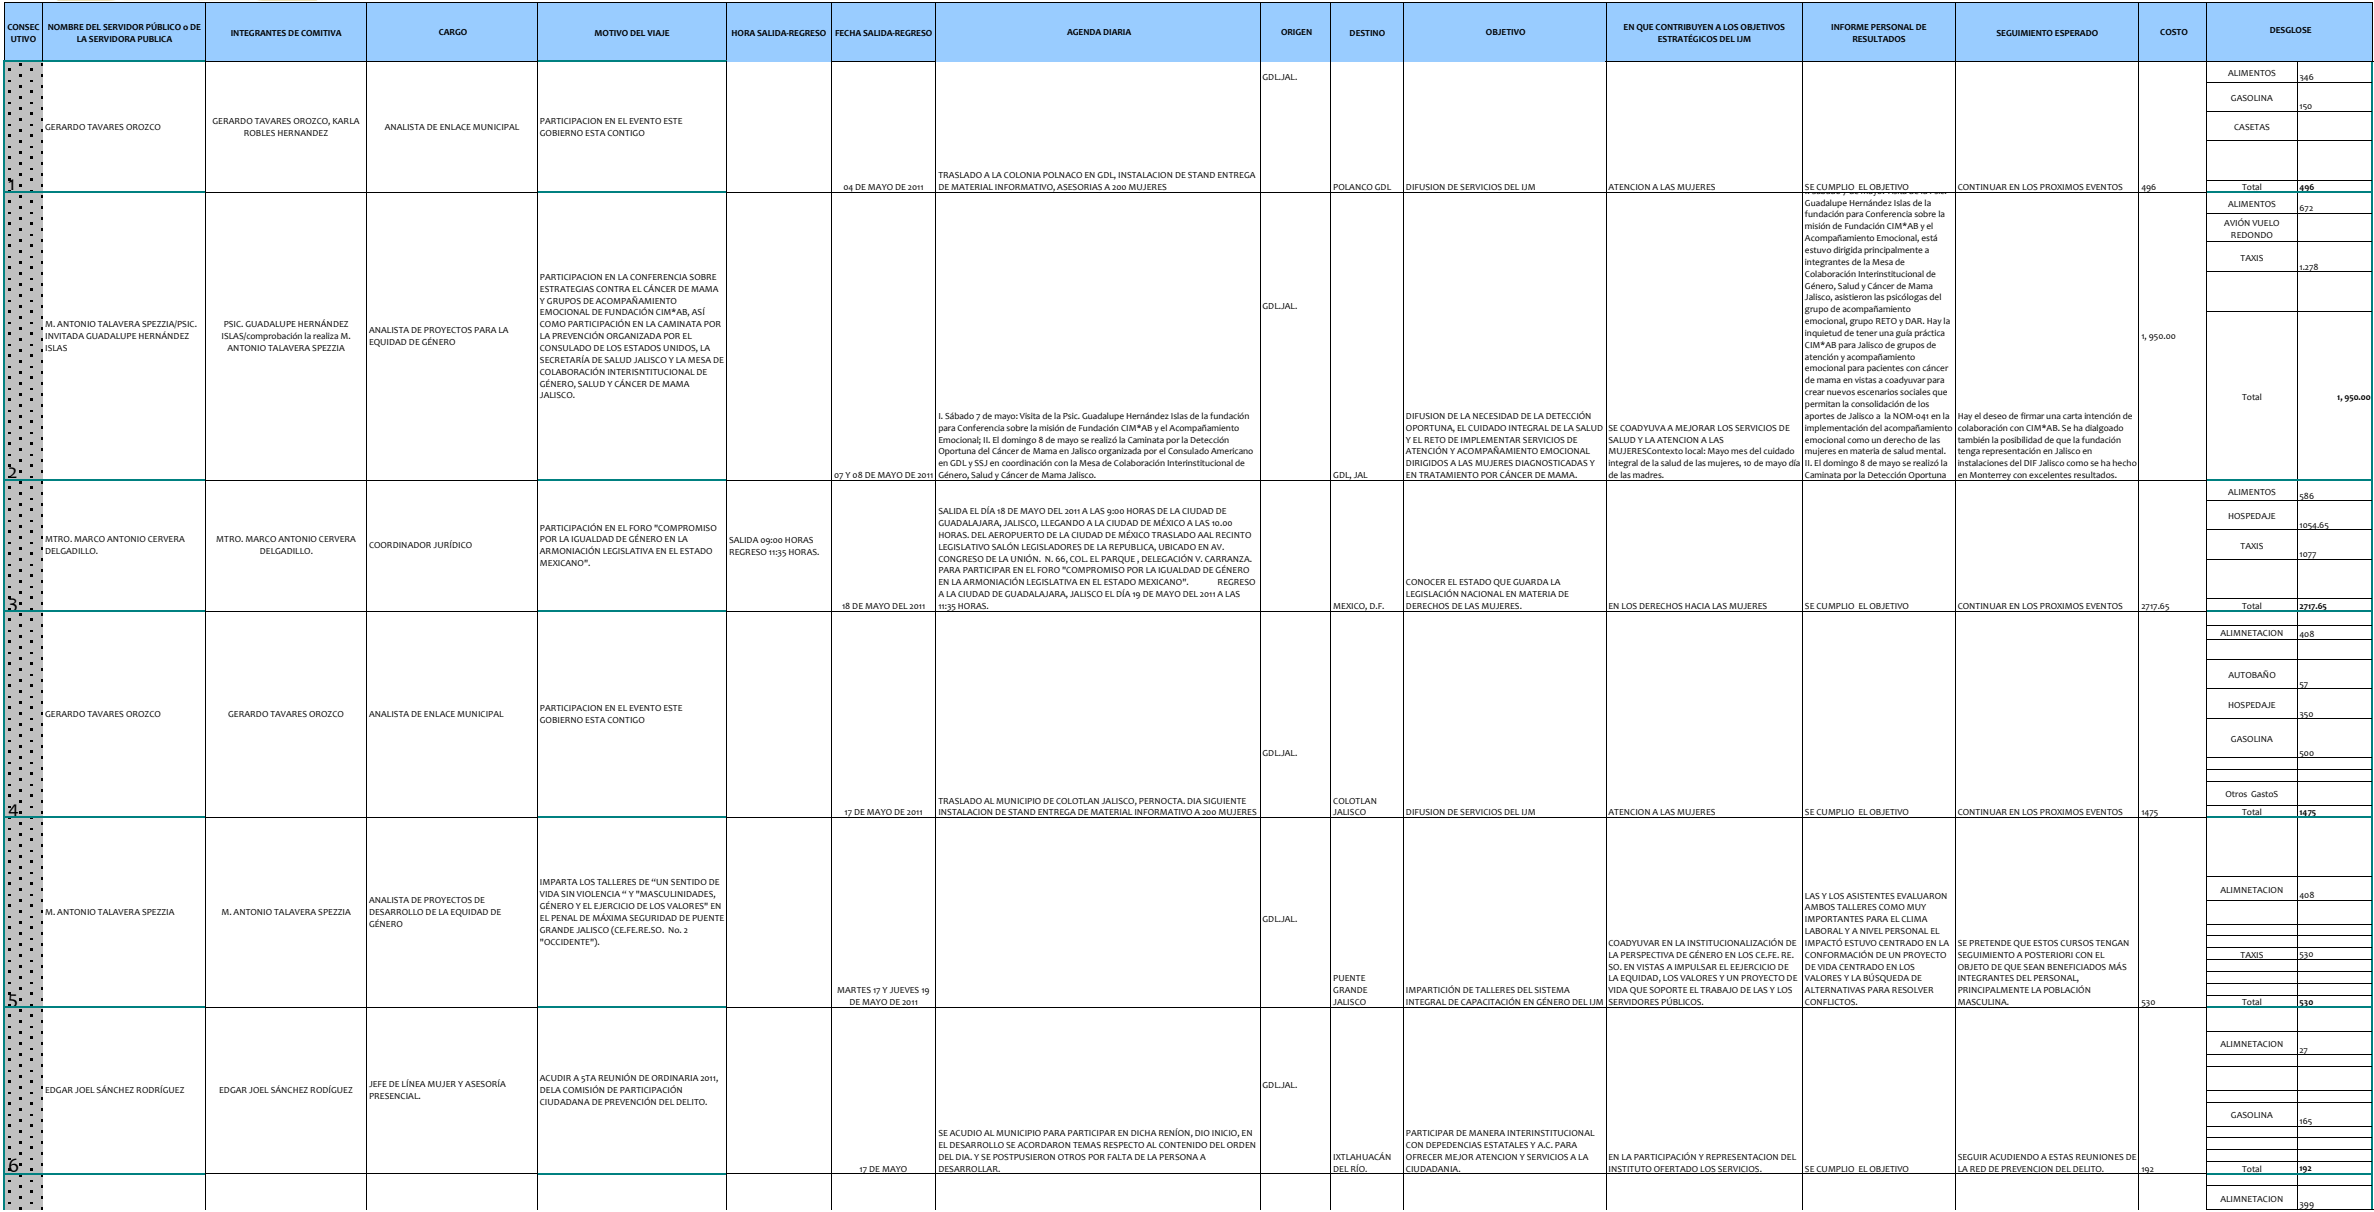 CONSEC
UTIVO
NOMBRE DEL SERVIDOR PÚBLICO o DE
LA SERVIDORA PUBLICA
INTEGRANTES DE COMITIVA
CARGO
MOTIVO DEL VIAJE
HORA SALIDA-REGRESO
FECHA SALIDA-REGRESO
AGENDA DIARIA
ORIGEN
DESTINO
OBJETIVO
EN QUE CONTRIBUYEN A LOS OBJETIVOS
ESTRATÉGICOS DEL IJM
INFORME PERSONAL DE
RESULTADOS
SEGUIMIENTO ESPERADO
COSTO
DESGLOSE
1
GERARDO TAVARES OROZCO
GERARDO TAVARES OROZCO, KARLA
ROBLES HERNANDEZ
ANALISTA DE ENLACE MUNICIPAL
PARTICIPACION EN EL EVENTO ESTE
GOBIERNO ESTA CONTIGO
04 DE MAYO DE 2011
TRASLADO A LA COLONIA POLNACO EN GDL, INSTALACION DE STAND ENTREGA
DE MATERIAL INFORMATIVO, ASESORIAS A 200 MUJERES
GDL.JAL.
POLANCO GDL
DIFUSION DE SERVICIOS DEL IJM
ATENCION A LAS MUJERES
SE CUMPLIO  EL OBJETIVO
CONTINUAR EN LOS PROXIMOS EVENTOS
496
ALIMENTOS 346
GASOLINA 150
CASETAS
Total 496
2
M. ANTONIO TALAVERA SPEZZIA/PSIC.
INVITADA GUADALUPE HERNÁNDEZ
ISLAS
PSIC. GUADALUPE HERNÁNDEZ
ISLAS/comprobación la realiza M.
ANTONIO TALAVERA SPEZZIA
ANALISTA DE PROYECTOS PARA LA
EQUIDAD DE GÉNERO
PARTICIPACION EN LA CONFERENCIA SOBRE
ESTRATEGIAS CONTRA EL CÁNCER DE MAMA
Y GRUPOS DE ACOMPAÑAMIENTO
EMOCIONAL DE FUNDACIÓN CIM*AB, ASÍ
COMO PARTICIPACIÓN EN LA CAMINATA POR
LA PREVENCIÓN ORGANIZADA POR EL
CONSULADO DE LOS ESTADOS UNIDOS, LA
SECRETARÍA DE SALUD JALISCO Y LA MESA DE
COLABORACIÓN INTERISNTITUCIONAL DE
GÉNERO, SALUD Y CÁNCER DE MAMA
JALISCO.
07 Y 08 DE MAYO DE 2011
I. Sábado 7 de mayo: Visita de la Psic. Guadalupe Hernández Islas de la fundación
para Conferencia sobre la misión de Fundación CIM*AB y el Acompañamiento
Emocional; II. El domingo 8 de mayo se realizó la Caminata por la Detección
Oportuna del Cáncer de Mama en Jalisco organizada por el Consulado Americano
en GDL y SSJ en coordinación con la Mesa de Colaboración Interinstitucional de
Género, Salud y Cáncer de Mama Jalisco.
GDL.JAL.
GDL, JAL
DIFUSION DE LA NECESIDAD DE LA DETECCIÓN
OPORTUNA, EL CUIDADO INTEGRAL DE LA SALUD
Y EL RETO DE IMPLEMENTAR SERVICIOS DE
ATENCIÓN Y ACOMPAÑAMIENTO EMOCIONAL
DIRIGIDOS A LAS MUJERES DIAGNOSTICADAS Y
EN TRATAMIENTO POR CÁNCER DE MAMA.
SE COADYUVA A MEJORAR LOS SERVICIOS DE
SALUD Y LA ATENCION A LAS
MUJERESContexto local: Mayo mes del cuidado
integral de la salud de las mujeres, 10 de mayo día
de las madres.
Guadalupe Hernández Islas de la
fundación para Conferencia sobre la
misión de Fundación CIM*AB y el
Acompañamiento Emocional, está
estuvo dirigida principalmente a
integrantes de la Mesa de
Colaboración Interinstitucional de
Género, Salud y Cáncer de Mama
Jalisco, asistieron las psicólogas del
grupo de acompañamiento
emocional, grupo RETO y DAR. Hay la
inquietud de tener una guía práctica
CIM*AB para Jalisco de grupos de
atención y acompañamiento
emocional para pacientes con cáncer
de mama en vistas a coadyuvar para
crear nuevos escenarios sociales que
permitan la consolidación de los
aportes de Jalisco a  la NOM-041 en la
implementación del acompañamiento
emocional como un derecho de las
mujeres en materia de salud mental.
II. El domingo 8 de mayo se realizó la
Caminata por la Detección Oportuna
Hay el deseo de firmar una carta intención de
colaboración con CIM*AB. Se ha dialgoado
también la posibilidad de que la fundación
tenga representación en Jalisco en
instalaciones del DIF Jalisco como se ha hecho
en Monterrey con excelentes resultados.
1, 950.00
ALIMENTOS 672
AVIÓN VUELO
REDONDO
TAXIS 1.278
Total 1, 950.00
3
MTRO. MARCO ANTONIO CERVERA
DELGADILLO.
MTRO. MARCO ANTONIO CERVERA
DELGADILLO.
COORDINADOR JURÍDICO
PARTICIPACIÓN EN EL FORO "COMPROMISO
POR LA IGUALDAD DE GÉNERO EN LA
ARMONIACIÓN LEGISLATIVA EN EL ESTADO
MEXICANO".
SALIDA 09:00 HORAS
REGRESO 11:35 HORAS.
18 DE MAYO DEL 2011
SALIDA EL DÍA 18 DE MAYO DEL 2011 A LAS 9:00 HORAS DE LA CIUDAD DE
GUADALAJARA, JALISCO, LLEGANDO A LA CIUDAD DE MÉXICO A LAS 10.00
HORAS. DEL AEROPUERTO DE LA CIUDAD DE MÉXICO TRASLADO AAL RECINTO
LEGISLATIVO SALÓN LEGISLADORES DE LA REPUBLICA, UBICADO EN AV.
CONGRESO DE LA UNIÓN.  N. 66, COL. EL PARQUE , DELEGACIÓN V. CARRANZA.
PARA PARTICIPAR EN EL FORO "COMPROMISO POR LA IGUALDAD DE GÉNERO
EN LA ARMONIACIÓN LEGISLATIVA EN EL ESTADO MEXICANO". REGRESO
A LA CIUDAD DE GUADALAJARA, JALISCO EL DÍA 19 DE MAYO DEL 2011 A LAS
11:35 HORAS.
MEXICO, D.F.
CONOCER EL ESTADO QUE GUARDA LA
LEGISLACIÓN NACIONAL EN MATERIA DE
DERECHOS DE LAS MUJERES.
EN LOS DERECHOS HACIA LAS MUJERES
SE CUMPLIO  EL OBJETIVO
CONTINUAR EN LOS PROXIMOS EVENTOS
2717.65
ALIMENTOS 586
HOSPEDAJE 1054.65
TAXIS 1077
Total 2717.65
4
GERARDO TAVARES OROZCO
GERARDO TAVARES OROZCO
ANALISTA DE ENLACE MUNICIPAL
PARTICIPACION EN EL EVENTO ESTE
GOBIERNO ESTA CONTIGO
17 DE MAYO DE 2011
TRASLADO AL MUNICIPIO DE COLOTLAN JALISCO, PERNOCTA. DIA SIGUIENTE
INSTALACION DE STAND ENTREGA DE MATERIAL INFORMATIVO A 200 MUJERES
GDL.JAL.
COLOTLAN
JALISCO
DIFUSION DE SERVICIOS DEL IJM
ATENCION A LAS MUJERES
SE CUMPLIO  EL OBJETIVO
CONTINUAR EN LOS PROXIMOS EVENTOS
1475
ALIMNETACION 408
AUTOBAÑO 57
HOSPEDAJE 350
GASOLINA 500
Otros GastoS
Total 1475
5
M. ANTONIO TALAVERA SPEZZIA
M. ANTONIO TALAVERA SPEZZIA
ANALISTA DE PROYECTOS DE
DESARROLLO DE LA EQUIDAD DE
GÉNERO
IMPARTA LOS TALLERES DE “UN SENTIDO DE
VIDA SIN VIOLENCIA “ Y "MASCULINIDADES,
GÉNERO Y EL EJERCICIO DE LOS VALORES” EN
EL PENAL DE MÁXIMA SEGURIDAD DE PUENTE
GRANDE JALISCO (CE.FE.RE.SO.  No. 2
"OCCIDENTE").
MARTES 17 Y JUEVES 19
DE MAYO DE 2011
GDL.JAL.
PUENTE
GRANDE
JALISCO
IMPARTICIÓN DE TALLERES DEL SISTEMA
INTEGRAL DE CAPACITACIÓN EN GÉNERO DEL IJM
COADYUVAR EN LA INSTITUCIONALIZACIÓN DE
LA PERSPECTIVA DE GÉNERO EN LOS CE.FE. RE.
SO. EN VISTAS A IMPULSAR EL EEJERCICIO DE
LA EQUIDAD, LOS VALORES Y UN PROYECTO DE
VIDA QUE SOPORTE EL TRABAJO DE LAS Y LOS
SERVIDORES PÚBLICOS.
LAS Y LOS ASISTENTES EVALUARON
AMBOS TALLERES COMO MUY
IMPORTANTES PARA EL CLIMA
LABORAL Y A NIVEL PERSONAL EL
IMPACTÓ ESTUVO CENTRADO EN LA
CONFORMACIÓN DE UN PROYECTO
DE VIDA CENTRADO EN LOS
VALORES Y LA BÚSQUEDA DE
ALTERNATIVAS PARA RESOLVER
CONFLICTOS.
SE PRETENDE QUE ESTOS CURSOS TENGAN
SEGUIMIENTO A POSTERIORI CON EL
OBJETO DE QUE SEAN BENEFICIADOS MÁS
INTEGRANTES DEL PERSONAL,
PRINCIPALMENTE LA POBLACIÓN
MASCULINA.
530
ALIMNETACION 408
TAXIS 530
Total 530
6
EDGAR JOEL SÁNCHEZ RODRÍGUEZ
EDGAR JOEL SÁNCHEZ RODÍGUEZ
JEFE DE LÍNEA MUJER Y ASESORÍA
PRESENCIAL.
ACUDIR A 5TA REUNIÓN DE ORDINARIA 2011,
DELA COMISIÓN DE PARTICIPACIÓN
CIUDADANA DE PREVENCIÓN DEL DELITO.
17 DE MAYO
SE ACUDIO AL MUNICIPIO PARA PARTICIPAR EN DICHA RENÍON, DIO INICIO, EN
EL DESARROLLO SE ACORDARON TEMAS RESPECTO AL CONTENIDO DEL ORDEN
DEL DIA. Y SE POSTPUSIERON OTROS POR FALTA DE LA PERSONA A
DESARROLLAR.
GDL.JAL.
IXTLAHUACÁN
DEL RÍO.
PARTICIPAR DE MANERA INTERINSTITUCIONAL
CON DEPEDENCIAS ESTATALES Y A.C. PARA
OFRECER MEJOR ATENCION Y SERVICIOS A LA
CIUDADANIA.
EN LA PARTICIPACIÓN Y REPRESENTACION DEL
INSTITUTO OFERTADO LOS SERVICIOS.
SE CUMPLIO  EL OBJETIVO
SEGUIR ACUDIENDO A ESTAS REUNIONES DE
LA RED DE PREVENCION DEL DELITO.
192
ALIMNETACION 27
GASOLINA 165
Total 192
ALIMNETACION 399